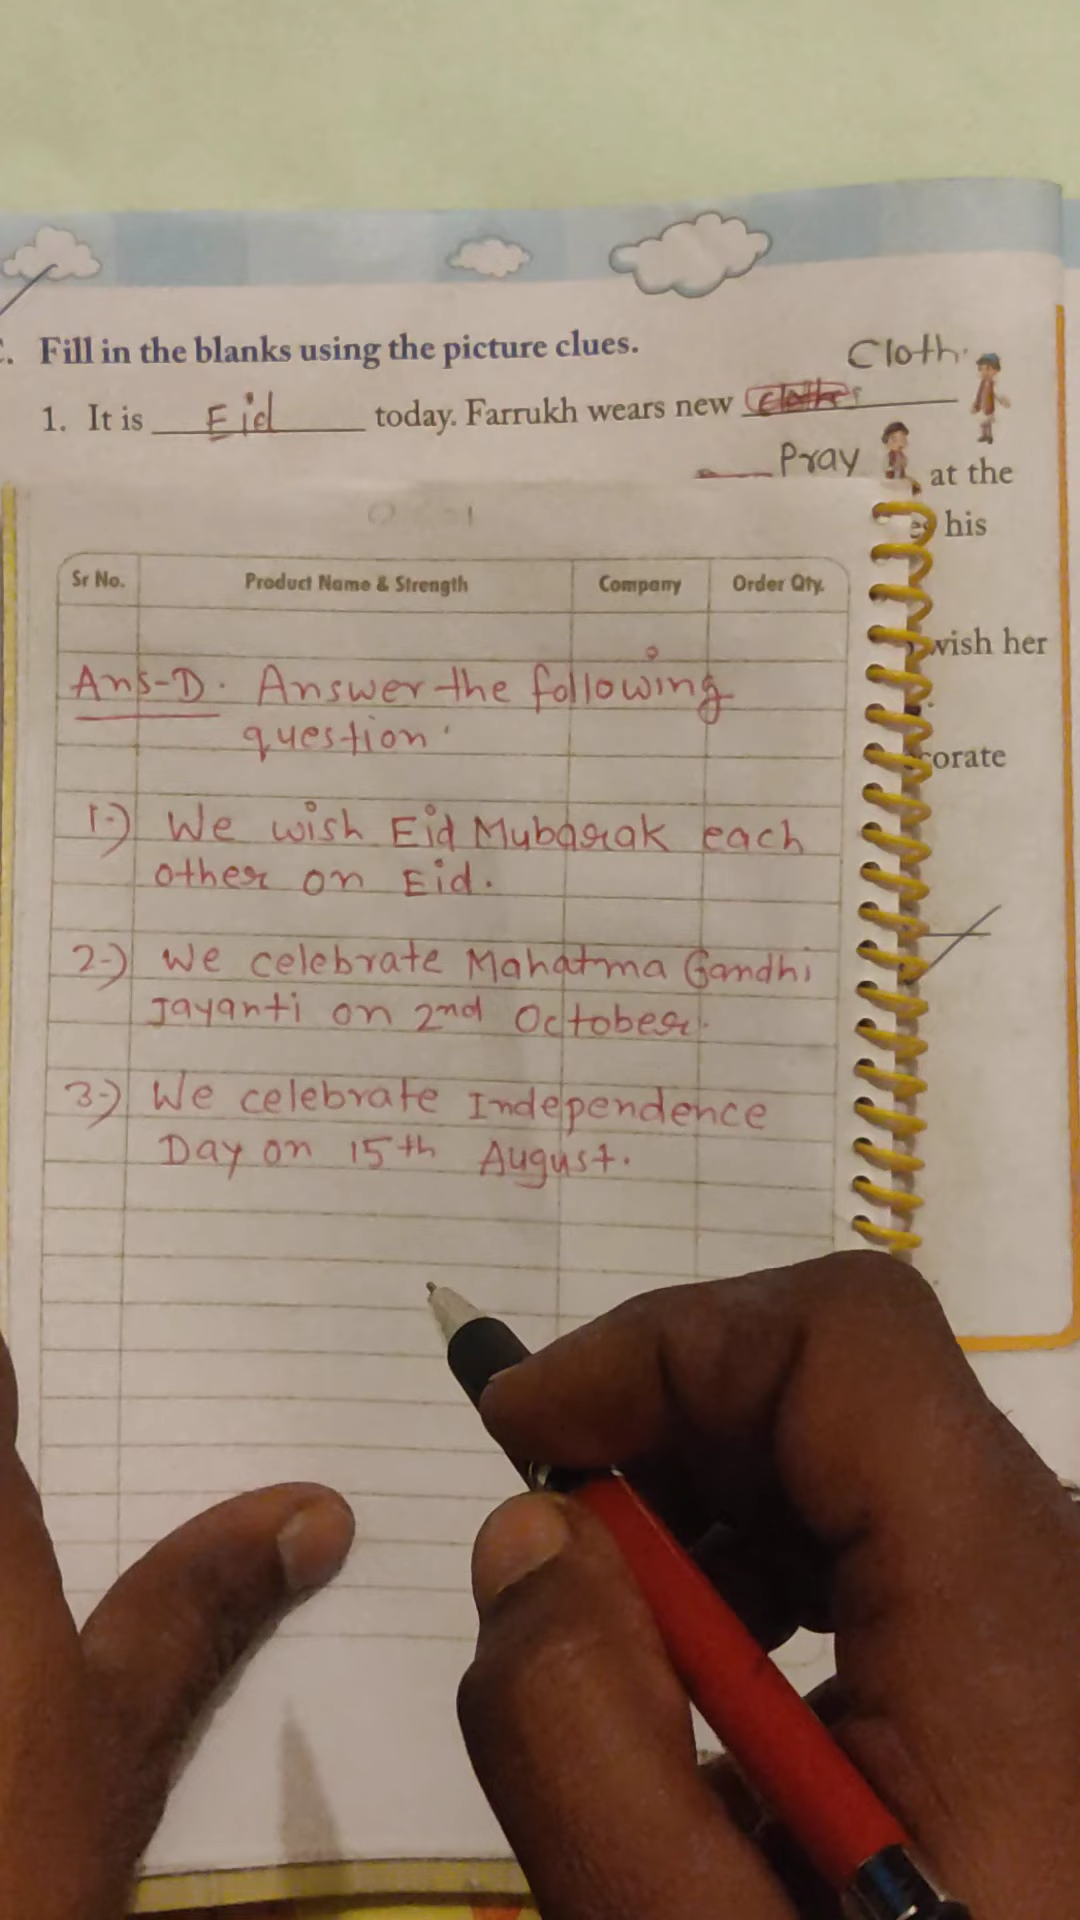 C. Fill in the blanks using the picture clues.
Cloth.
1. It is Eid today. Farrukh wears new clothes
Pray at the
his
wish her
orate
Sr No. Product Name & Strength Company Order Qty.
Ans-D. Answer the following
question.
1-) We wish Eid Mubarak each
other on Eid.
2-) We celebrate Mahatma Gandhi
Jayanti on 2nd October.
3-) We celebrate Independence
Day on 15th August.